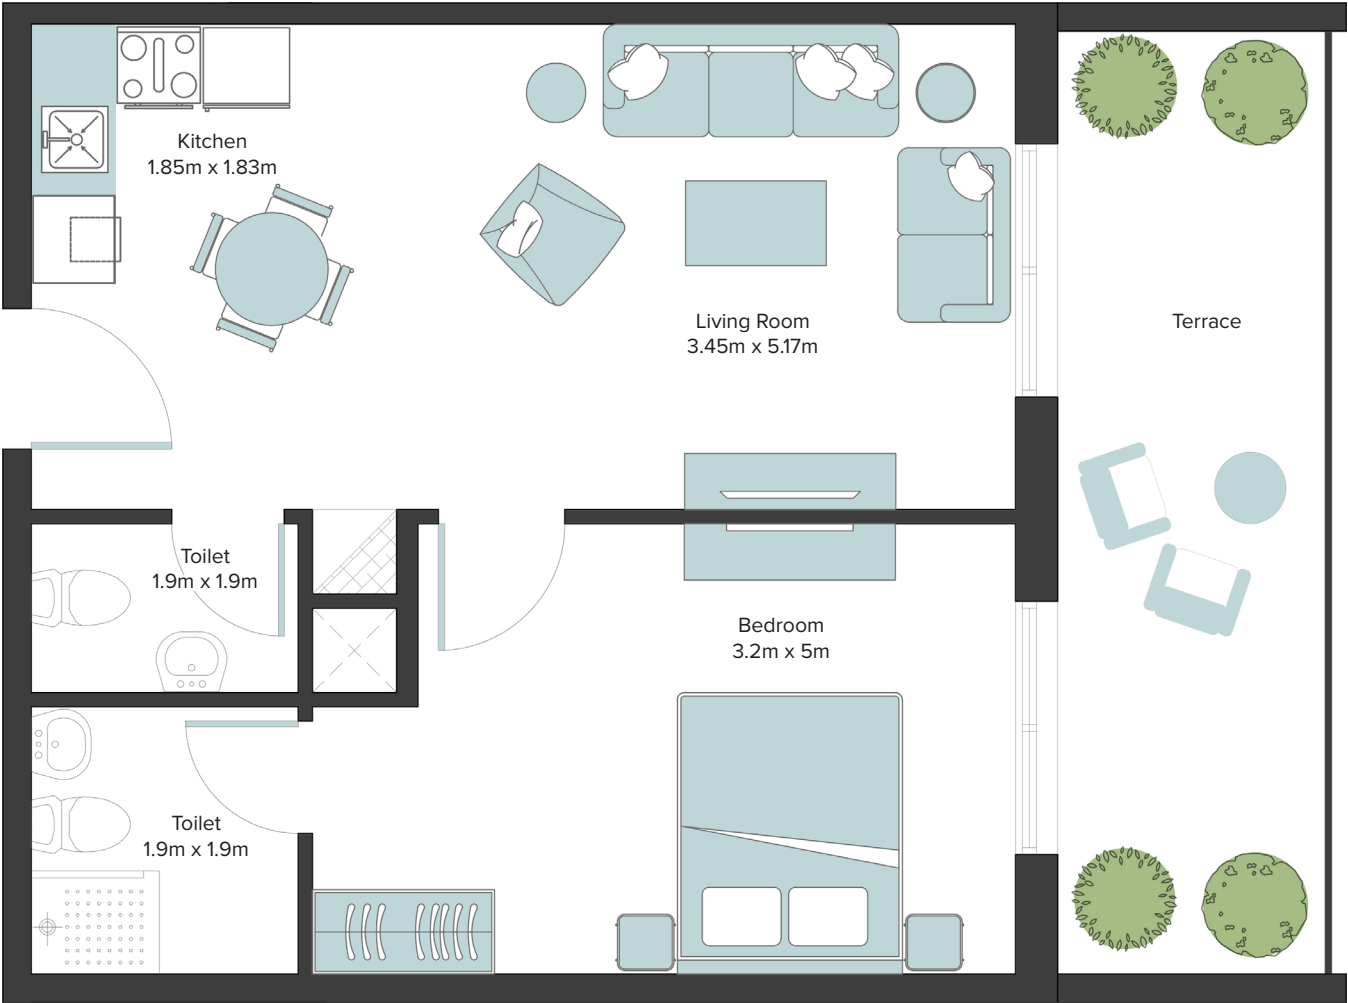 Kitchen
1.85m x 1.83m
Living Room
3.45m x 5.17m
Terrace
Toilet
1.9m x 1.9m
Bedroom
3.2m x 5m
Toilet
1.9m x 1.9m